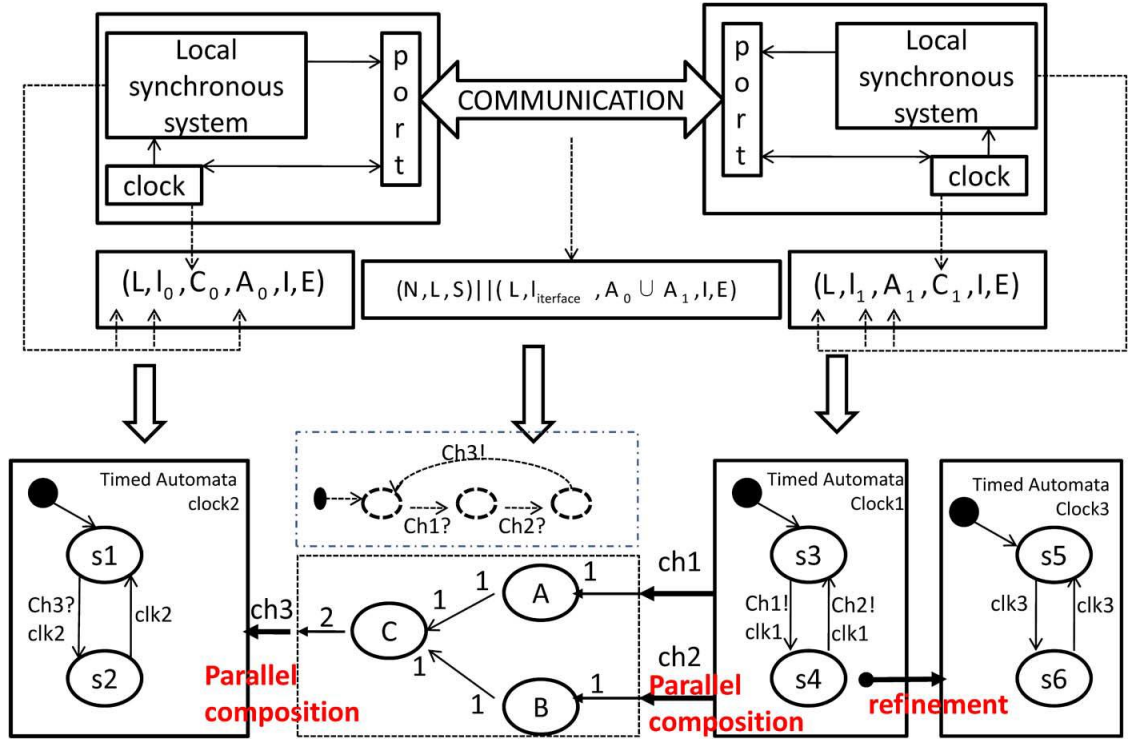 Local
synchronous
system
clock
p
o
r
t
COMMUNICATION
p
o
r
t
Local
synchronous
system
clock
(L,l₀,C₀,A₀,I,E)
(N,L,S)||(L,l_iterface ,A₀ ∪ A₁,I,E)
(L,l₁,A₁,C₁,I,E)
Timed Automata
clock2
s1
Ch3?
clk2
clk2
s2
Ch3!
Ch1?
Ch2?
ch3
2
C
1
1
1
1
A
B
1
1
ch1
ch2
Parallel
composition
Parallel
composition
Timed Automata
Clock1
s3
Ch1!
clk1
Ch2!
clk1
s4
refinement
Timed Automata
Clock3
s5
clk3
clk3
s6